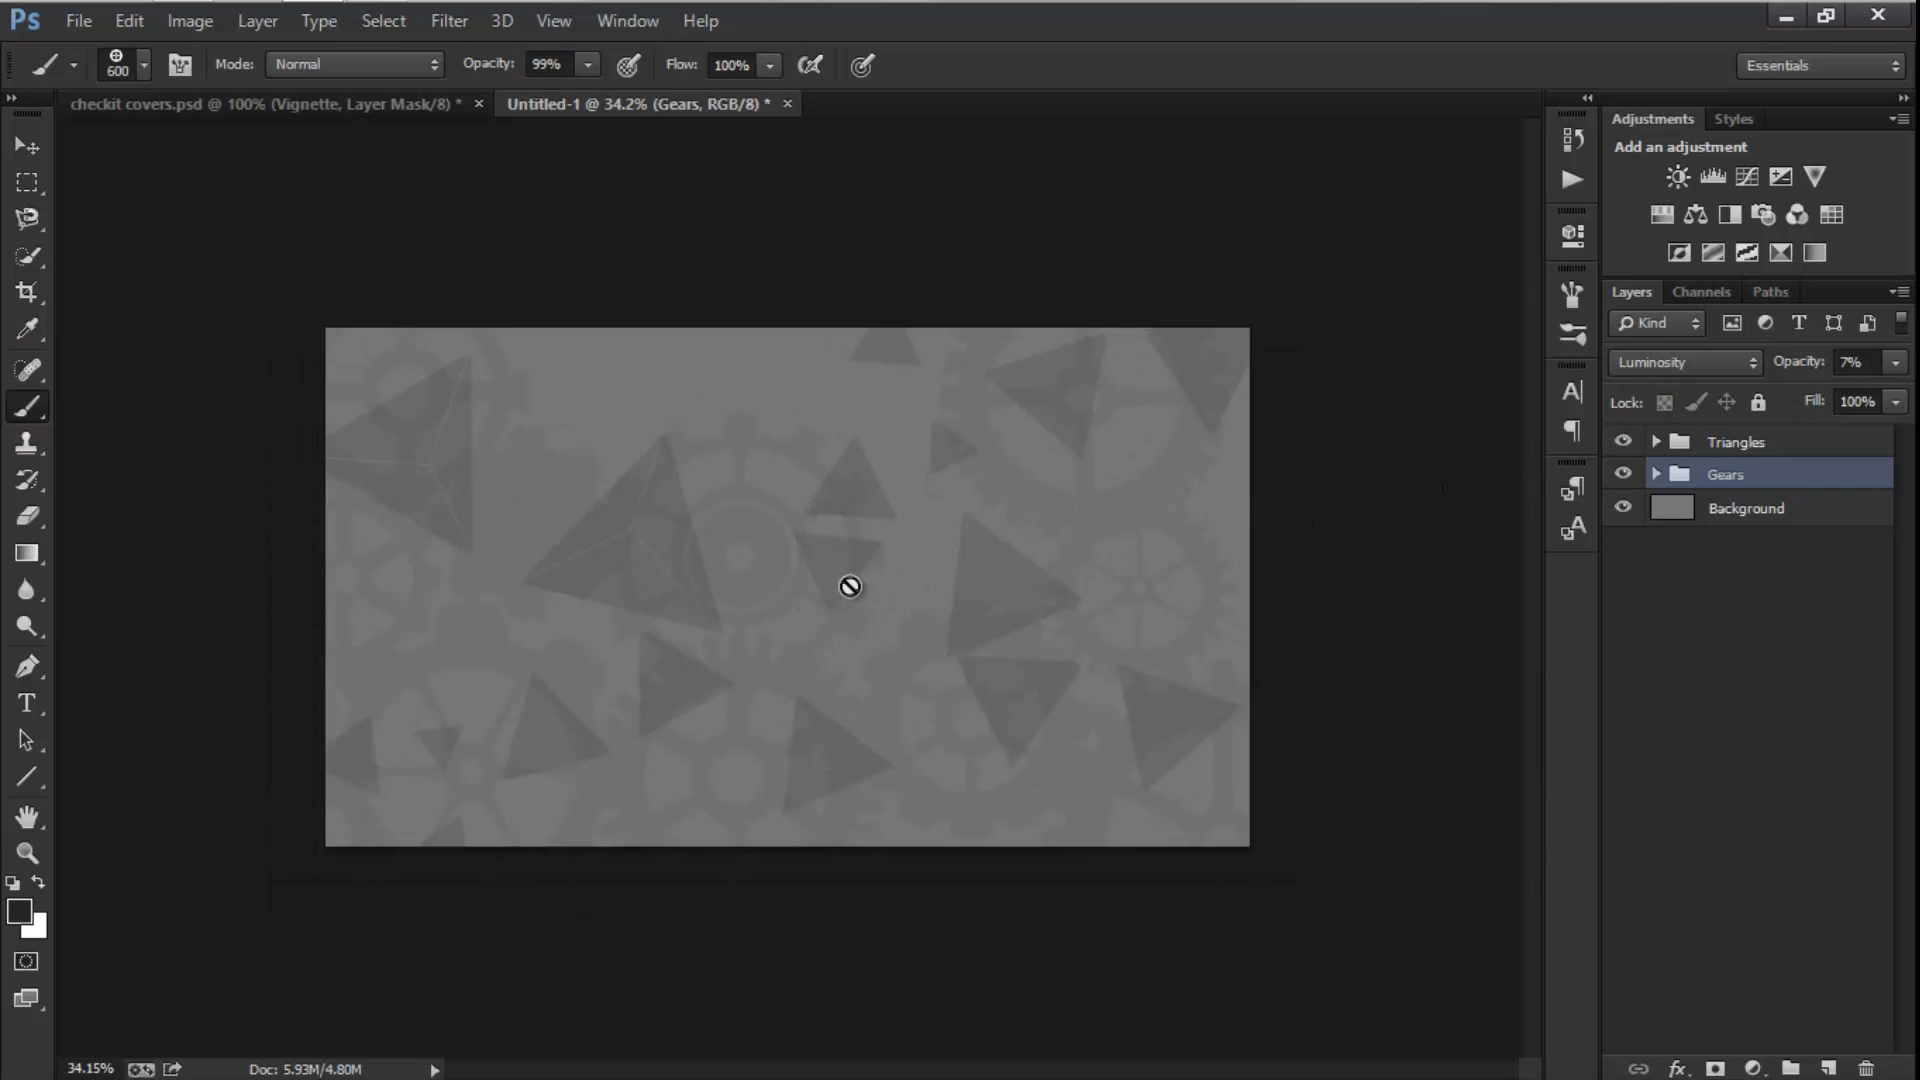 Ps File Edit Image Layer Type Select Filter 3D View Window Help
600 Mode: Normal Opacity: 99% Flow: 100% Essentials
checkit covers.psd @ 100% (Vignette, Layer Mask/8) * × Untitled-1 @ 34.2% (Gears, RGB/8) * ×
Adjustments Styles
Add an adjustment
Layers Channels Paths
Kind
Luminosity Opacity: 7%
Lock: Fill: 100%
Triangles
Gears
Background
34.15% Doc: 5.93M/4.80M